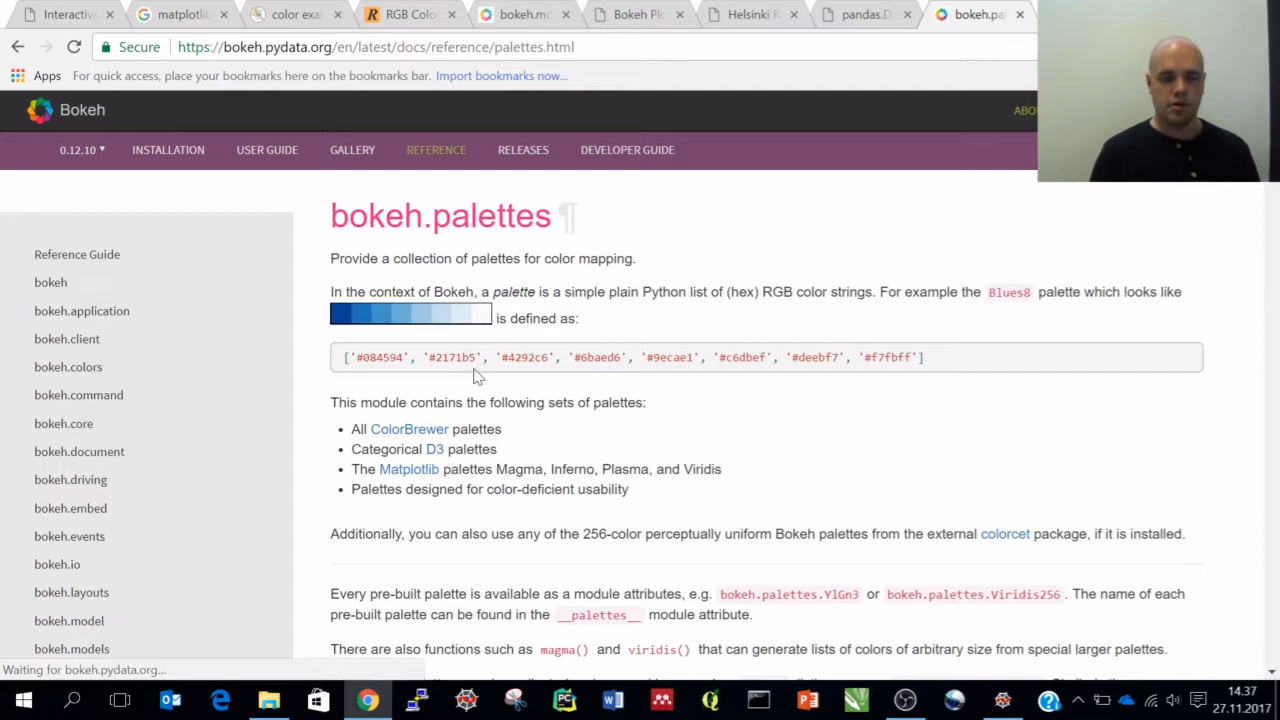 Interactiv
matplotli
color exa
RGB Colo
bokeh.mo
Bokeh Plo
Helsinki R
pandas.D
bokeh.pal
Secure
https://bokeh.pydata.org/en/latest/docs/reference/palettes.html
Apps
For quick access, place your bookmarks here on the bookmarks bar. Import bookmarks now...
Bokeh
ABO
0.12.10
INSTALLATION
USER GUIDE
GALLERY
REFERENCE
RELEASES
DEVELOPER GUIDE
Reference Guide
bokeh
bokeh.application
bokeh.client
bokeh.colors
bokeh.command
bokeh.core
bokeh.document
bokeh.driving
bokeh.embed
bokeh.events
bokeh.io
bokeh.layouts
bokeh.model
bokeh.models
bokeh.palettes ¶
Provide a collection of palettes for color mapping.
In the context of Bokeh, a palette is a simple plain Python list of (hex) RGB color strings. For example the Blues8 palette which looks like
is defined as:
['#084594', '#2171b5', '#4292c6', '#6baed6', '#9ecae1', '#c6dbef', '#deebf7', '#f7fbff']
This module contains the following sets of palettes:
• All ColorBrewer palettes
• Categorical D3 palettes
• The Matplotlib palettes Magma, Inferno, Plasma, and Viridis
• Palettes designed for color-deficient usability
Additionally, you can also use any of the 256-color perceptually uniform Bokeh palettes from the external colorcet package, if it is installed.
Every pre-built palette is available as a module attributes, e.g. bokeh.palettes.YlGn3 or bokeh.palettes.Viridis256. The name of each
pre-built palette can be found in the __palettes__ module attribute.
There are also functions such as magma() and viridis() that can generate lists of colors of arbitrary size from special larger palettes.
Waiting for bokeh.pydata.org...
14.37
27.11.2017